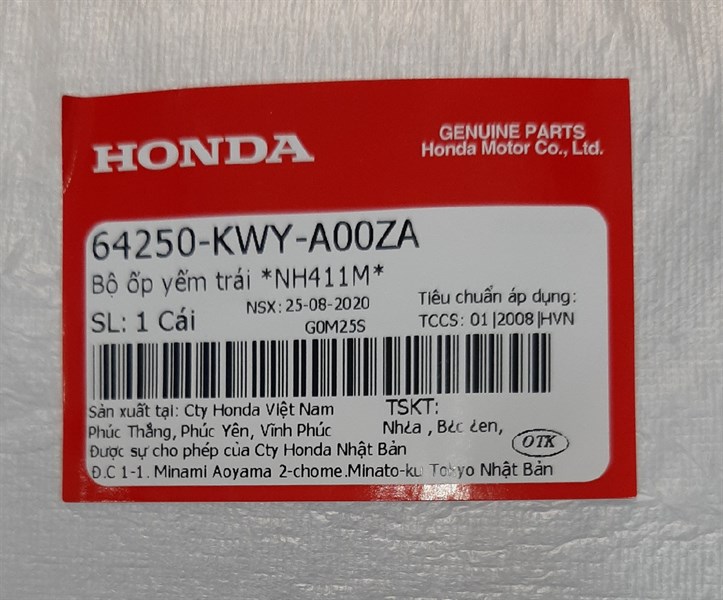 HONDA
GENUINE PARTS
Honda Motor Co., Ltd.
64250-KWY-A00ZA
Bộ ốp yếm trái *NH411M*
SL: 1 Cái
NSX: 25-08-2020
G0M25S
Tiêu chuẩn áp dụng:
TCCS: 01|2008|HVN
Sản xuất tại: Cty Honda Việt Nam
Phúc Thắng, Phúc Yên, Vĩnh Phúc
Được sự cho phép của Cty Honda Nhật Bản
Đ.C 1-1. Minami Aoyama 2-chome.Minato-ku Tokyo Nhật Bản
TSKT:
OTK